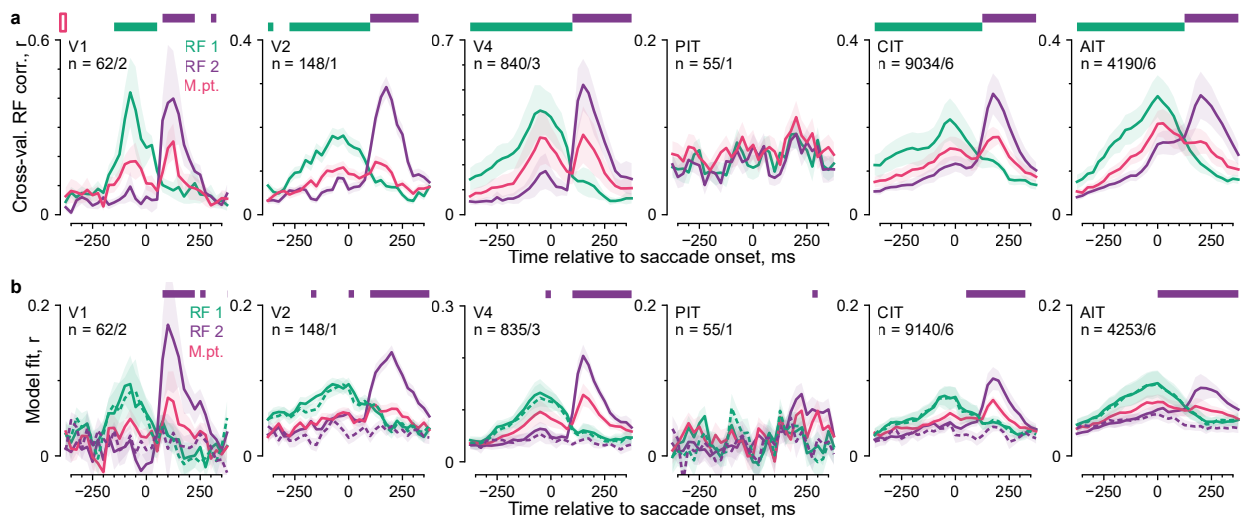 a
Cross-val. RF corr., r
0.6
0
V1
n = 62/2
RF 1
RF 2
M.pt.
−250 0 250
0.4
0
V2
n = 148/1
−250 0 250
0.7
0
V4
n = 840/3
−250 0 250
0.2
0
PIT
n = 55/1
−250 0 250
0.4
0
CIT
n = 9034/6
−250 0 250
0.4
0
AIT
n = 4190/6
−250 0 250
Time relative to saccade onset, ms
b
Model fit, r
0.2
0
V1
n = 62/2
RF 1
RF 2
M.pt.
−250 0 250
0.2
0
V2
n = 148/1
−250 0 250
0.3
0
V4
n = 835/3
−250 0 250
0.2
0
PIT
n = 55/1
−250 0 250
0.2
0
CIT
n = 9140/6
−250 0 250
0.2
0
AIT
n = 4253/6
−250 0 250
Time relative to saccade onset, ms